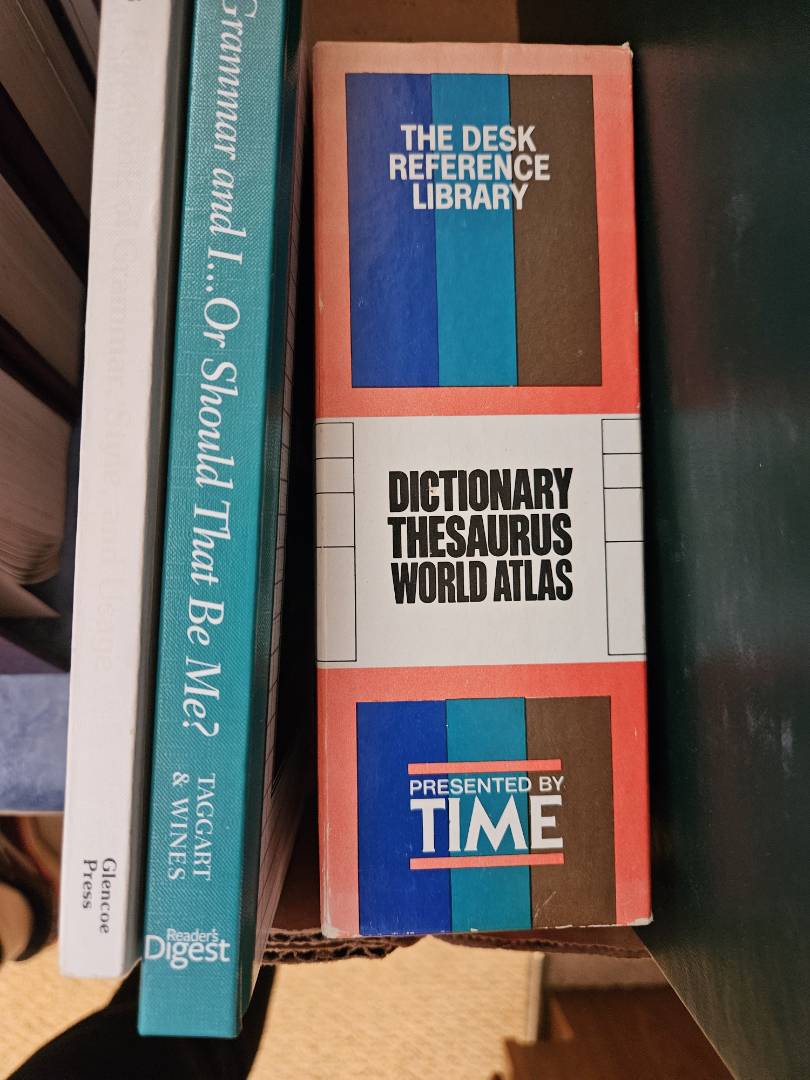 Glencoe
Press
Grammar and I...Or Should That Be Me?
TAGGART
& WINES
Reader's
Digest
THE DESK
REFERENCE
LIBRARY
DICTIONARY
THESAURUS
WORLD ATLAS
PRESENTED BY
TIME